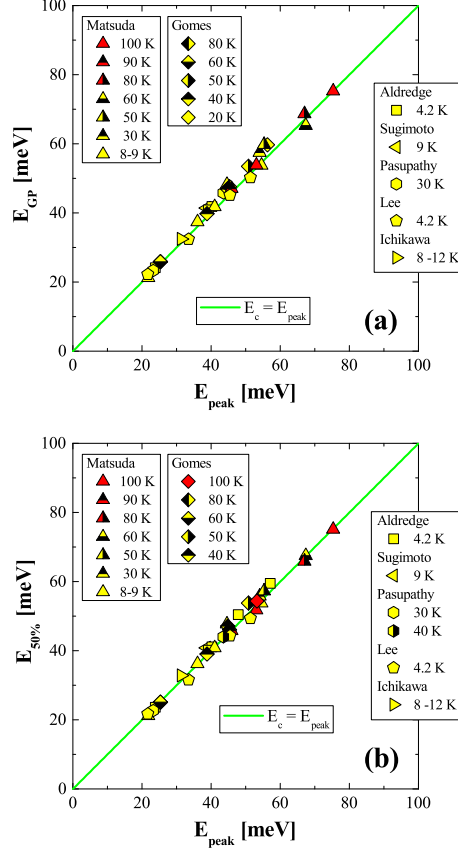 100
80
60
40
20
0
E_GP [meV]
Matsuda
100 K
90 K
80 K
60 K
50 K
30 K
8-9 K
Gomes
80 K
60 K
50 K
40 K
20 K
Aldredge
4.2 K
Sugimoto
9 K
Pasupathy
30 K
Lee
4.2 K
Ichikawa
8 -12 K
E_c = E_peak
(a)
0 20 40 60 80 100
E_peak [meV]
100
80
60
40
20
0
E_50% [meV]
Matsuda
100 K
90 K
80 K
60 K
50 K
30 K
8-9 K
Gomes
100 K
80 K
60 K
50 K
40 K
Aldredge
4.2 K
Sugimoto
9 K
Pasupathy
30 K
40 K
Lee
4.2 K
Ichikawa
8 -12 K
E_c = E_peak
(b)
0 20 40 60 80 100
E_peak [meV]